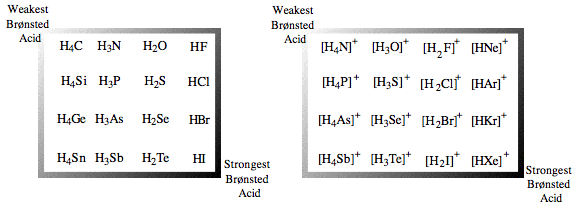 Weakest
Brønsted
Acid
H₄C H₃N H₂O HF
H₄Si H₃P H₂S HCl
H₄Ge H₃As H₂Se HBr
H₄Sn H₃Sb H₂Te HI
Strongest
Brønsted
Acid
Weakest
Brønsted
Acid
[H₄N]⁺ [H₃O]⁺ [H₂F]⁺ [HNe]⁺
[H₄P]⁺ [H₃S]⁺ [H₂Cl]⁺ [HAr]⁺
[H₄As]⁺ [H₃Se]⁺ [H₂Br]⁺ [HKr]⁺
[H₄Sb]⁺ [H₃Te]⁺ [H₂I]⁺ [HXe]⁺
Strongest
Brønsted
Acid